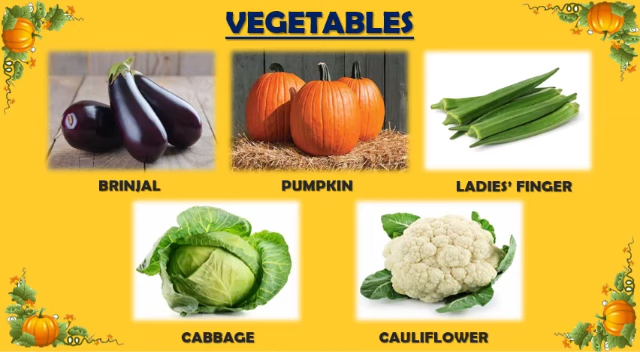 VEGETABLES
BRINJAL
PUMPKIN
LADIES’ FINGER
CABBAGE
CAULIFLOWER